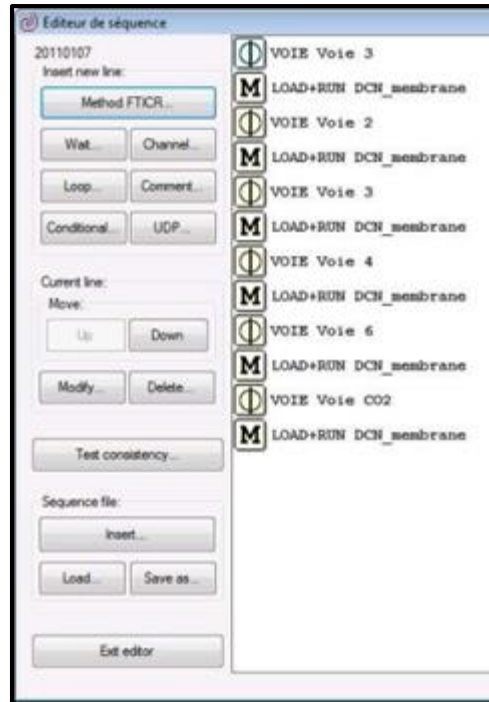 Editeur de séquence
20110107
Insert new line:
Method FTICR...
Wait... Channel...
Loop... Comment...
Conditional... UDP...
Current line:
Move:
Up Down
Modify... Delete...
Test consistency...
Sequence file:
Insert...
Load... Save as...
Exit editor
VOIE Voie 3
M LOAD+RUN DCN_membrane
VOIE Voie 2
M LOAD+RUN DCN_membrane
VOIE Voie 3
M LOAD+RUN DCN_membrane
VOIE Voie 4
M LOAD+RUN DCN_membrane
VOIE Voie 6
M LOAD+RUN DCN_membrane
VOIE Voie CO2
M LOAD+RUN DCN_membrane